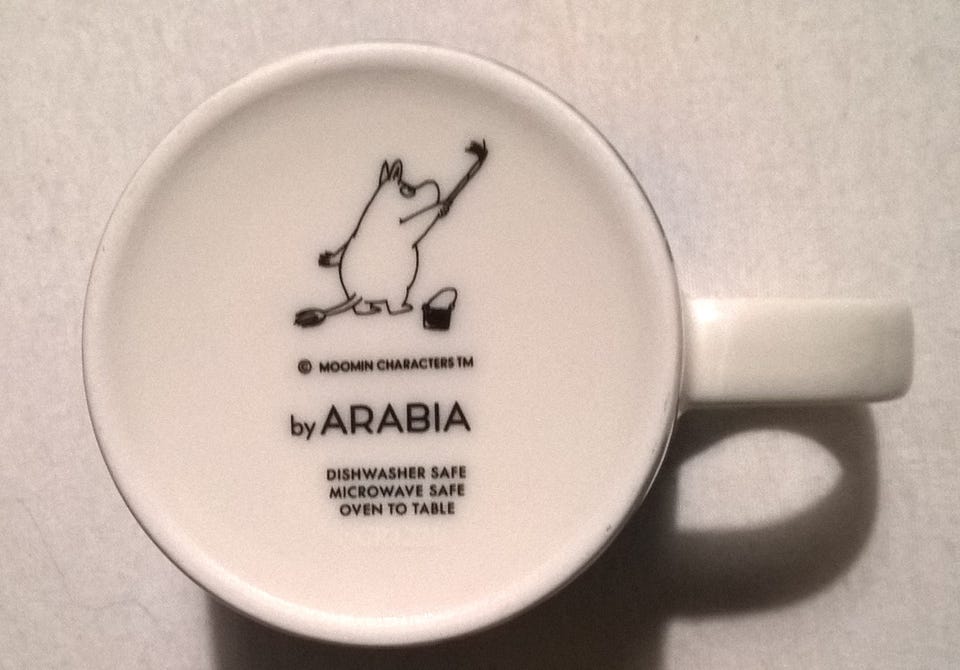 © MOOMIN CHARACTERS TM
by ARABIA
DISHWASHER SAFE
MICROWAVE SAFE
OVEN TO TABLE